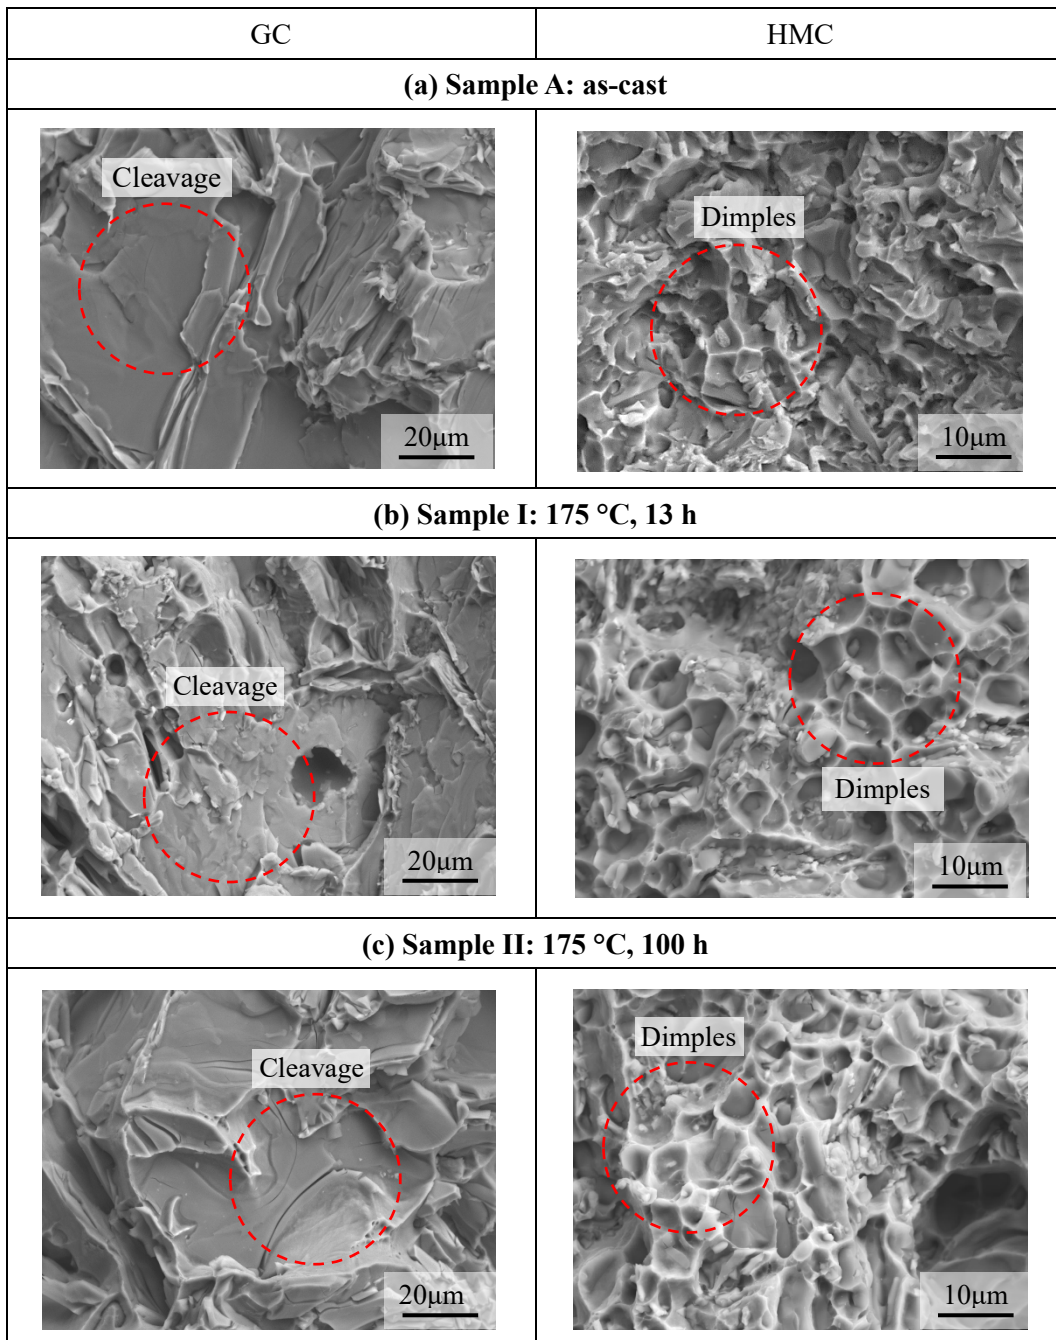 GC
HMC
(a) Sample A: as-cast
Cleavage
Dimples
20μm
10μm
(b) Sample I: 175 °C, 13 h
Cleavage
Dimples
20μm
10μm
(c) Sample II: 175 °C, 100 h
Cleavage
Dimples
20μm
10μm